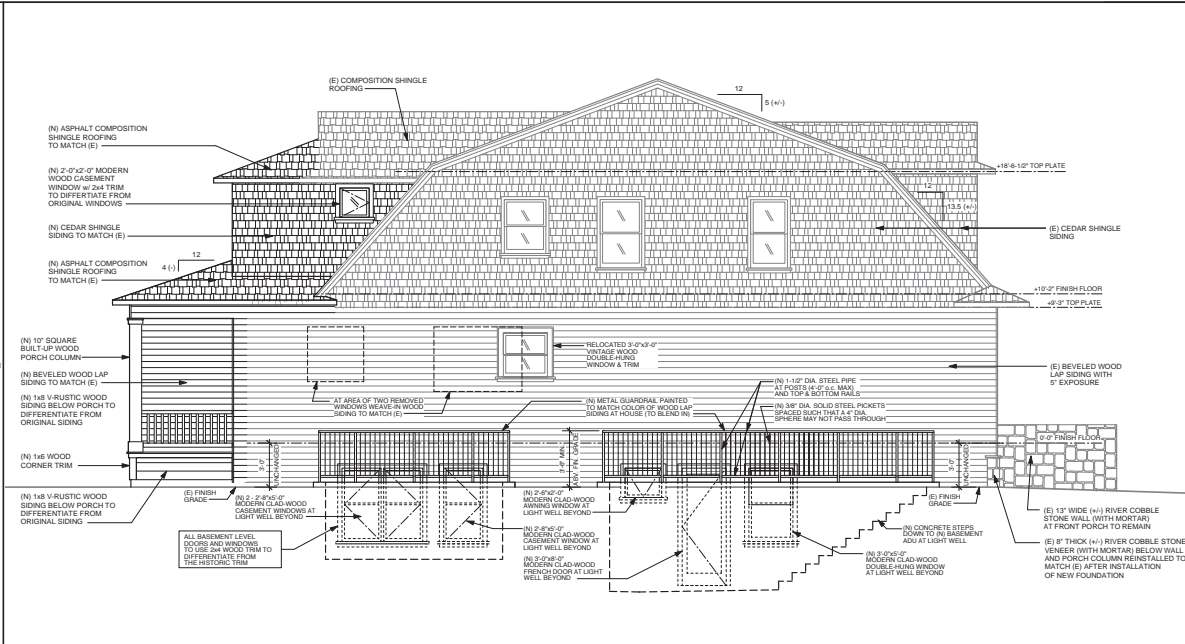 (E) COMPOSITION SHINGLE
ROOFING
12
5 (+/-)
(N) ASPHALT COMPOSITION
SHINGLE ROOFING
TO MATCH (E)
+18'-6-1/2" TOP PLATE
(N) 2'-0"x2'-0" MODERN
WOOD CASEMENT
WINDOW w/ 2x4 TRIM
TO DIFFERTIATE FROM
ORIGINAL WINDOWS
12
13.5 (+/-)
(N) CEDAR SHINGLE
SIDING TO MATCH (E)
(E) CEDAR SHINGLE
SIDING
12
4 (-)
(N) ASPHALT COMPOSITION
SHINGLE ROOFING
TO MATCH (E)
+10'-2" FINISH FLOOR
+9'-3" TOP PLATE
(N) 10" SQUARE
BUILT-UP WOOD
PORCH COLUMN
RELOCATED 3'-0"x3'-0"
VINTAGE WOOD
DOUBLE-HUNG
WINDOW & TRIM
(N) BEVELED WOOD LAP
SIDING TO MATCH (E)
(E) BEVELED WOOD
LAP SIDING WITH
5" EXPOSURE
(N) 1x8 V-RUSTIC WOOD
SIDING BELOW PORCH TO
DIFFERENTIATE FROM
ORIGINAL SIDING
AT AREA OF TWO REMOVED
WINDOWS WEAVE-IN WOOD
SIDING TO MATCH (E)
(N) METAL GUARDRAIL PAINTED
TO MATCH COLOR OF WOOD LAP
SIDING AT HOUSE (TO BLEND IN)
(N) 1-1/2" DIA. STEEL PIPE
AT POSTS (4'-0" o.c. MAX)
AND TOP & BOTTOM RAILS
(N) 3/8" DIA. SOLID STEEL PICKETS
SPACED SUCH THAT A 4" DIA.
SPHERE MAY NOT PASS THROUGH
0'-0" FINISH FLOOR
(N) 1x6 WOOD
CORNER TRIM
3'-0"
UNCHANGED
3'-6" MIN.
ABV. FIN. GRADE
3'-0"
UNCHANGED
(N) 1x8 V-RUSTIC WOOD
SIDING BELOW PORCH TO
DIFFERENTIATE FROM
ORIGINAL SIDING
(E) FINISH
GRADE
(N) 2 - 2'-8"x5'-0"
MODERN CLAD-WOOD
CASEMENT WINDOWS AT
LIGHT WELL BEYOND
(N) 2'-6"x2'-0"
MODERN CLAD-WOOD
AWNING WINDOW AT
LIGHT WELL BEYOND
(E) FINISH
GRADE
(E) 13" WIDE (+/-) RIVER COBBLE
STONE WALL (WITH MORTAR)
AT FRONT PORCH TO REMAIN
ALL BASEMENT LEVEL
DOORS AND WINDOWS
TO USE 2x4 WOOD TRIM TO
DIFFERENTIATE FROM
THE HISTORIC TRIM
(N) 2'-8"x5'-0"
MODERN CLAD-WOOD
CASEMENT WINDOW AT
LIGHT WELL BEYOND
(N) CONCRETE STEPS
DOWN TO (N) BASEMENT
ADU AT LIGHT WELL
(N) 3'-0"x8'-0"
MODERN CLAD-WOOD
FRENCH DOOR AT LIGHT
WELL BEYOND
(N) 3'-0"x5'-0"
MODERN CLAD-WOOD
DOUBLE-HUNG WINDOW
AT LIGHT WELL BEYOND
(E) 8" THICK (+/-) RIVER COBBLE STONE
VENEER (WITH MORTAR) BELOW WALL
AND PORCH COLUMN REINSTALLED TO
MATCH (E) AFTER INSTALLATION
OF NEW FOUNDATION